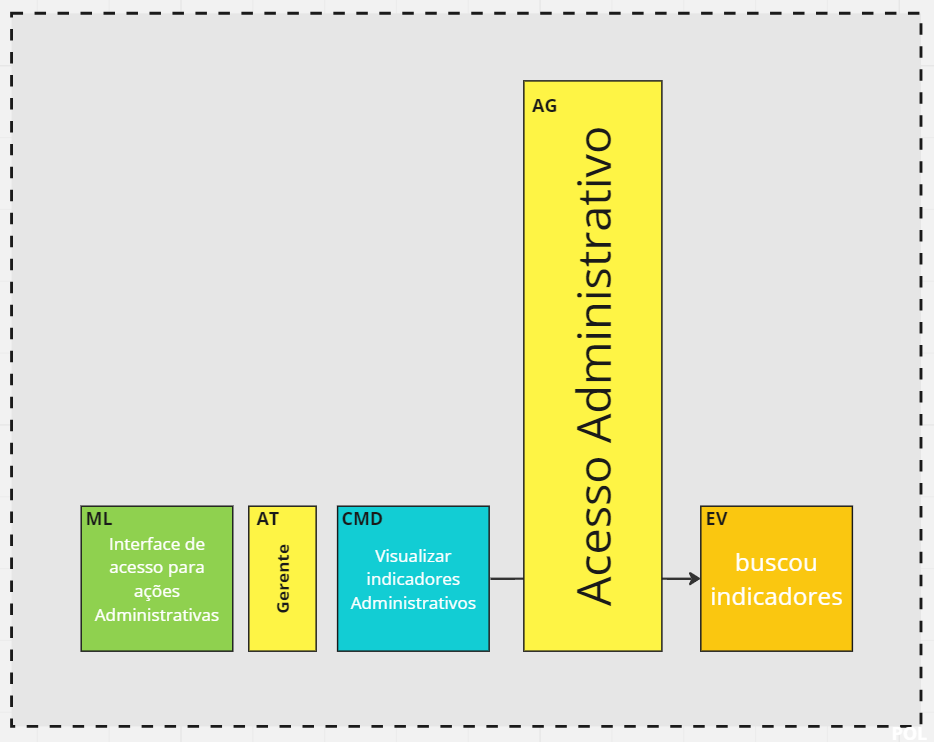 AG
Acesso Administrativo
ML
Interface de
acesso para
ações
Administrativas
AT
Gerente
CMD
Visualizar
indicadores
Administrativos
EV
buscou
indicadores
POL